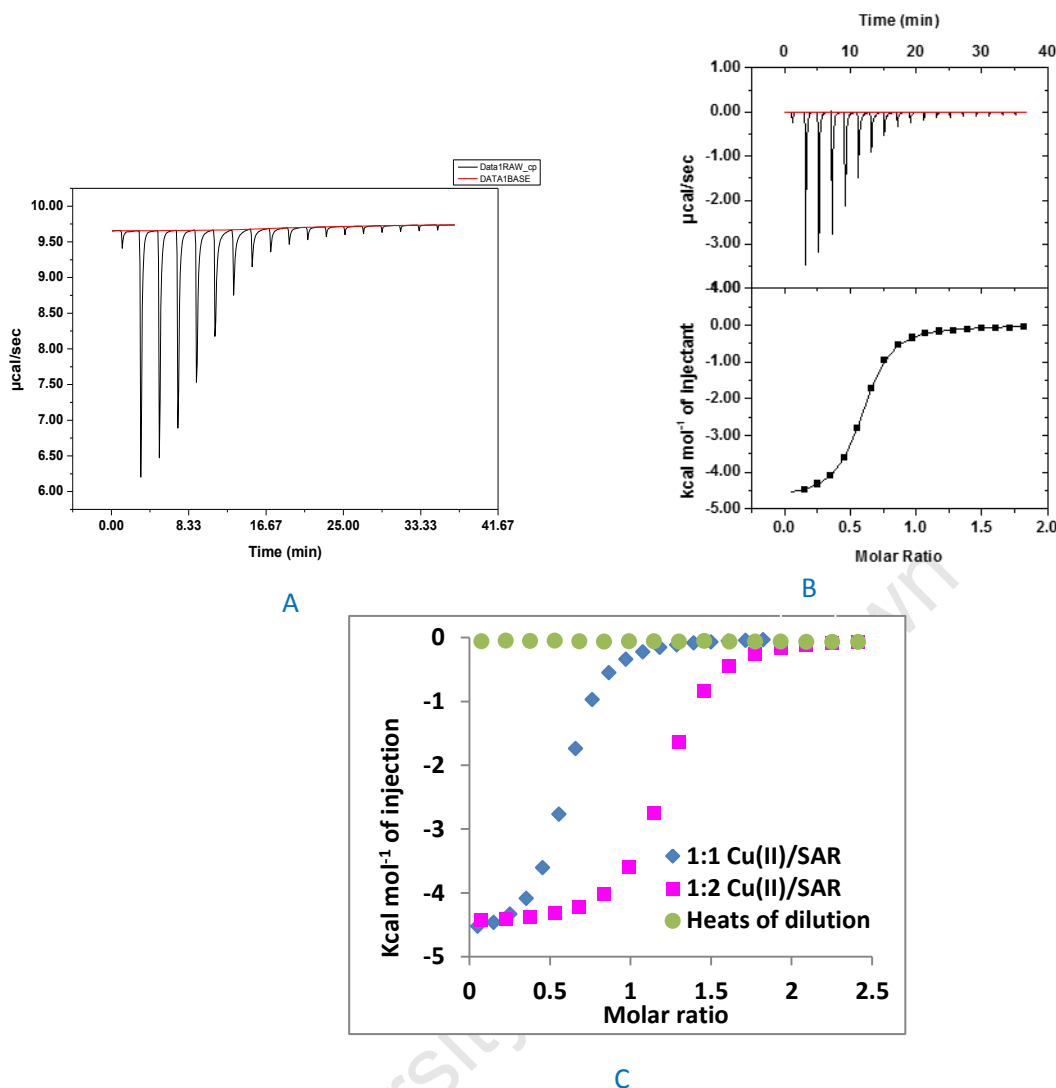 Data1RAW_cp
DATA1BASE
10.00
9.50
9.00
8.50
8.00
7.50
7.00
6.50
6.00
µcal/sec
0.00 8.33 16.67 25.00 33.33 41.67
Time (min)
A
Time (min)
0 10 20 30 40
1.00
0.00
-1.00
-2.00
-3.00
-4.00
µcal/sec
0.00
-1.00
-2.00
-3.00
-4.00
-5.00
kcal mol⁻¹ of injectant
0.0 0.5 1.0 1.5 2.0
Molar Ratio
B
0
-1
-2
-3
-4
-5
Kcal mol⁻¹ of injection
1:1 Cu(II)/SAR
1:2 Cu(II)/SAR
Heats of dilution
0 0.5 1 1.5 2 2.5
Molar ratio
C